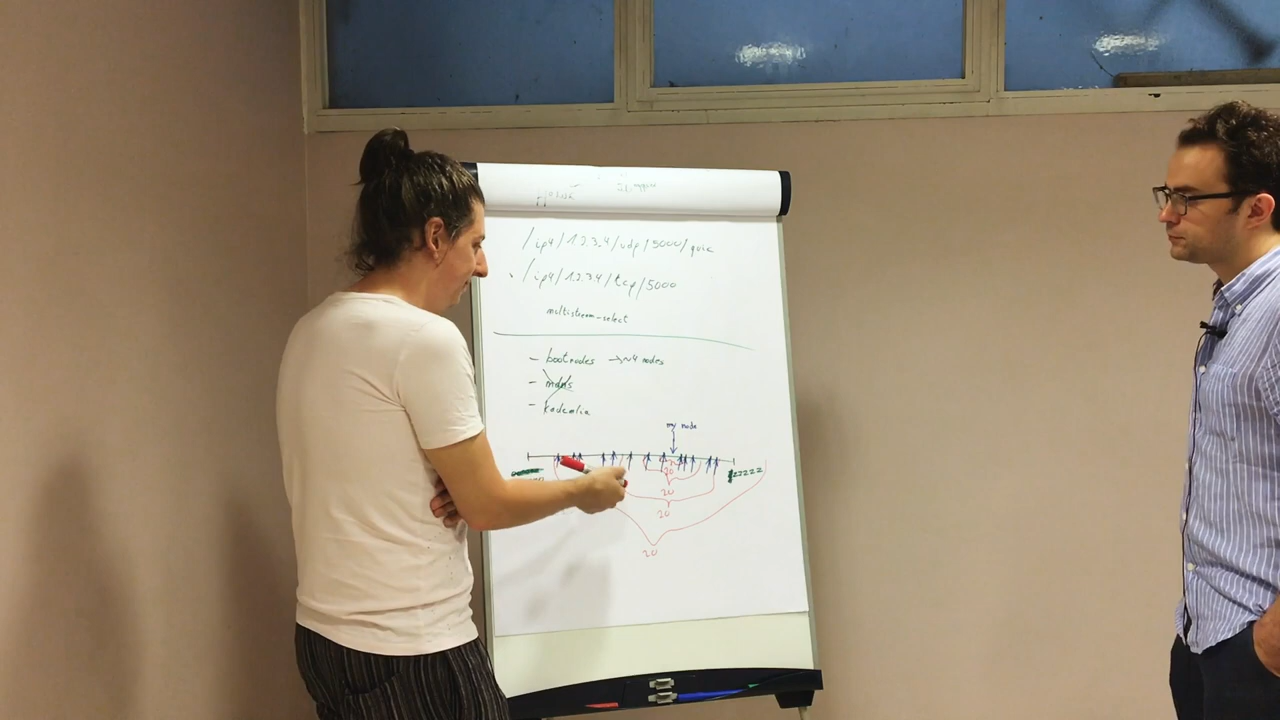 /ip4/1.2.3.4/udp/5000/quic
/ip4/1.2.3.4/tcp/5000
multistream-select
- bootnodes → ~4 nodes
- mdns
- kademlia
my node
zzzzz
20
20
20
20